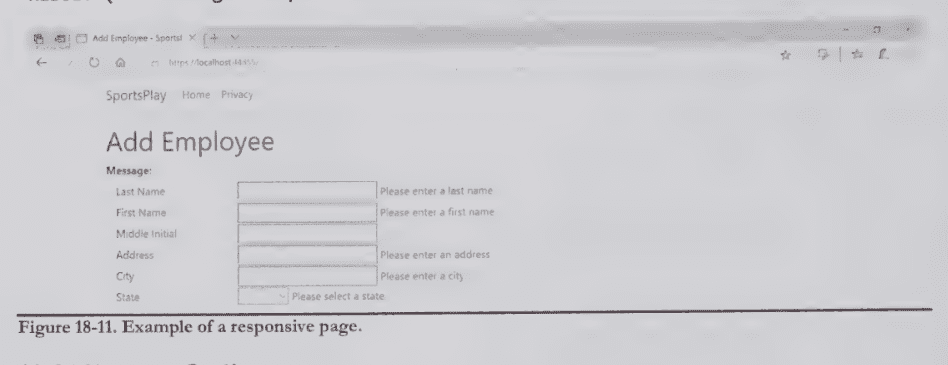 Add Employee - Sportsl
https://localhost:44455/
SportsPlay Home Privacy
Add Employee
Message:
Last Name Please enter a last name
First Name Please enter a first name
Middle Initial
Address Please enter an address
City Please enter a city
State Please select a state
Figure 18-11. Example of a responsive page.